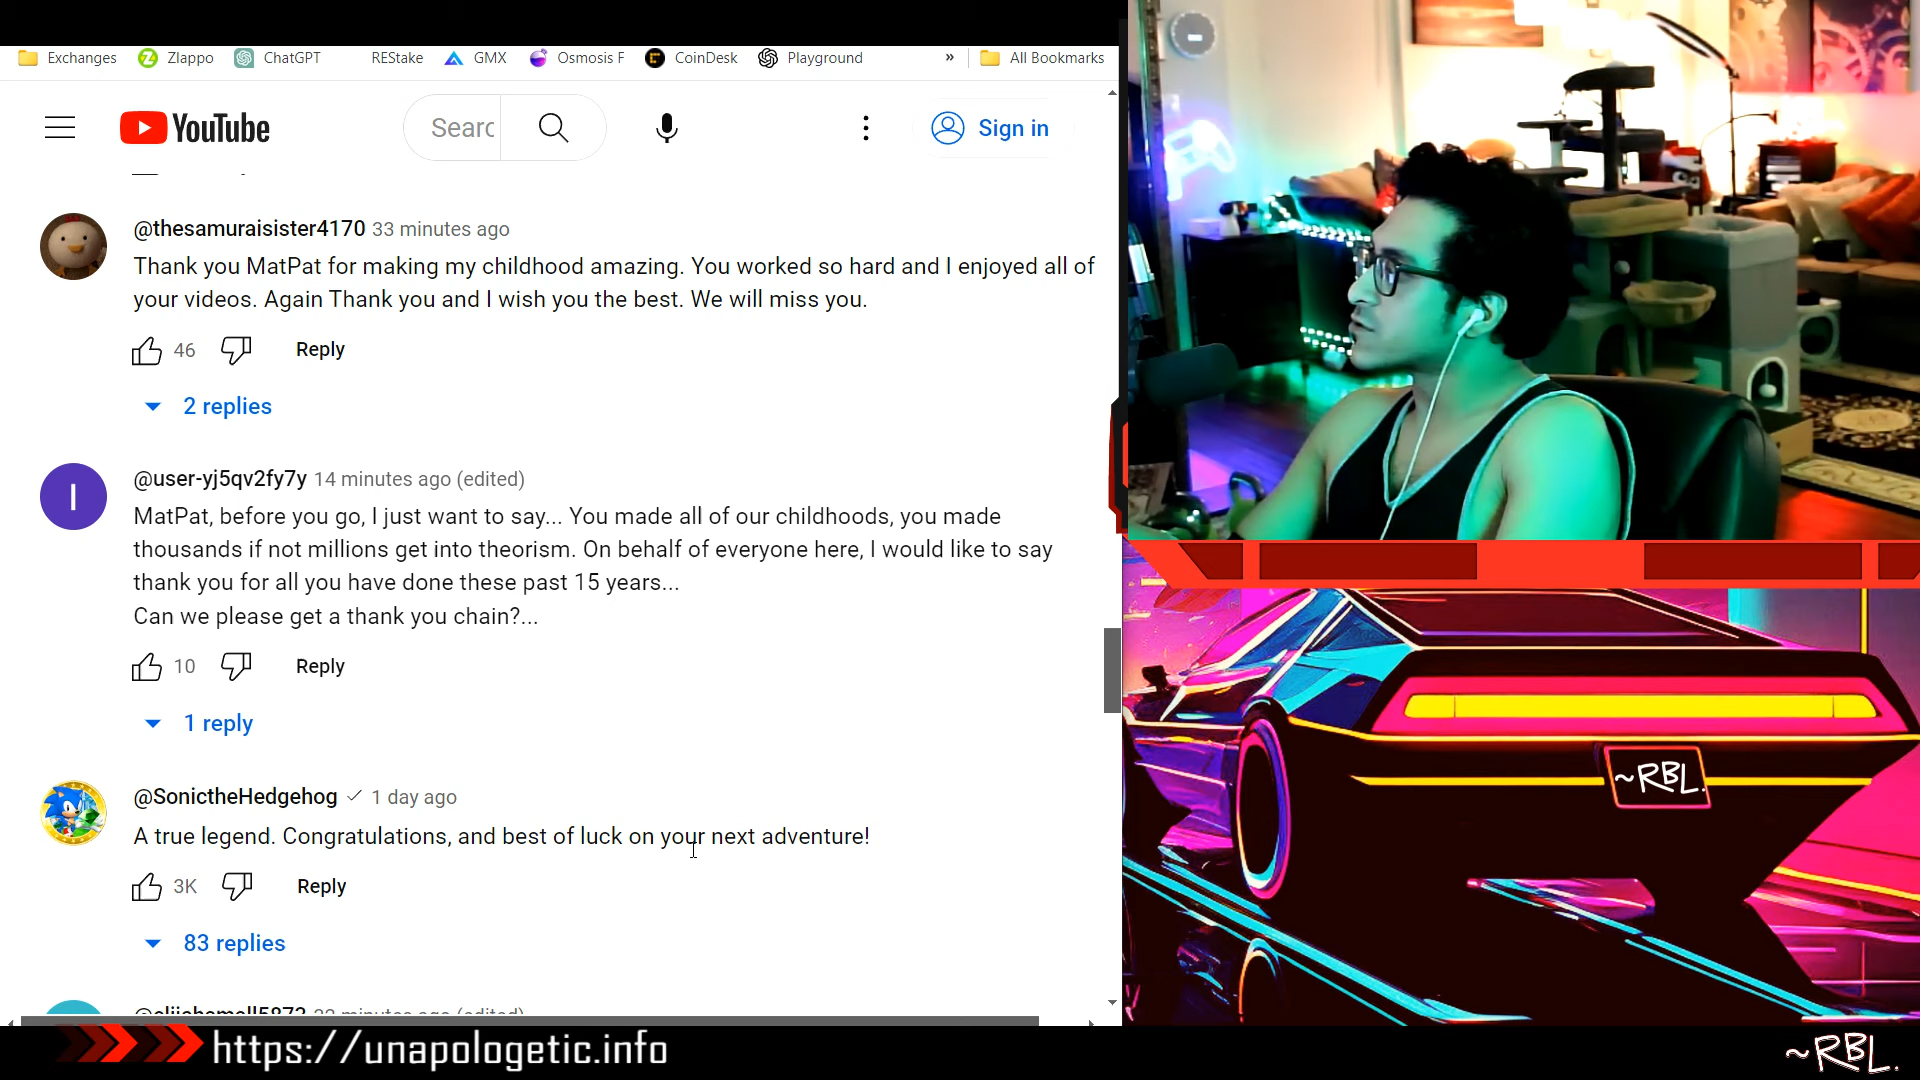 Exchanges Zlappo ChatGPT REStake GMX Osmosis F CoinDesk Playground » All Bookmarks
YouTube Searc Sign in
@thesamuraisister4170 33 minutes ago
Thank you MatPat for making my childhood amazing. You worked so hard and I enjoyed all of
your videos. Again Thank you and I wish you the best. We will miss you.
46 Reply
2 replies
I
@user-yj5qv2fy7y 14 minutes ago (edited)
MatPat, before you go, I just want to say... You made all of our childhoods, you made
thousands if not millions get into theorism. On behalf of everyone here, I would like to say
thank you for all you have done these past 15 years...
Can we please get a thank you chain?...
10 Reply
1 reply
@SonictheHedgehog 1 day ago
A true legend. Congratulations, and best of luck on your next adventure!
3K Reply
83 replies
~RBL.
https://unapologetic.info
~RBL.